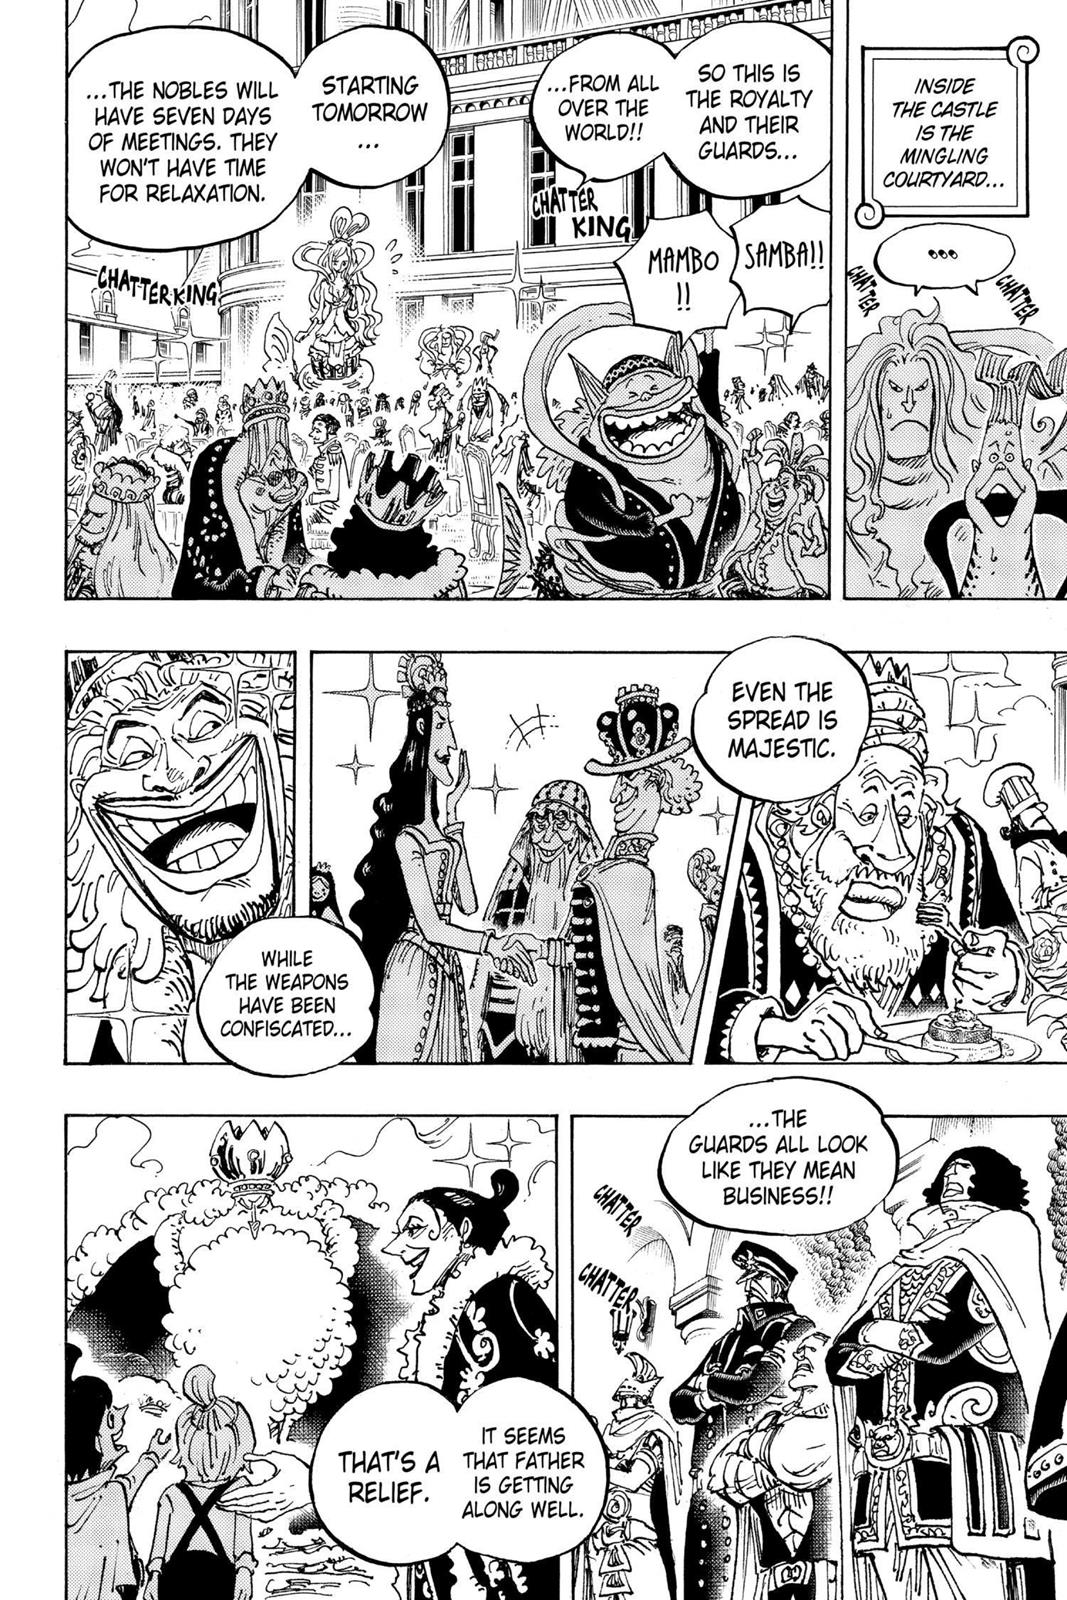 INSIDE
THE CASTLE
IS THE
MINGLING
COURTYARD...
...
CHATTER
CHATTER
SO THIS IS
THE ROYALTY
AND THEIR
GUARDS...
...FROM ALL
OVER THE
WORLD!!
CHATTER
KING
SAMBA!!
MAMBO
!!
STARTING
TOMORROW
...
...THE NOBLES WILL
HAVE SEVEN DAYS
OF MEETINGS. THEY
WON'T HAVE TIME
FOR RELAXATION.
CHATTER KING
EVEN THE
SPREAD IS
MAJESTIC.
WHILE
THE WEAPONS
HAVE BEEN
CONFISCATED...
...THE
GUARDS ALL LOOK
LIKE THEY MEAN
BUSINESS!!
CHATTER
CHATTER
IT SEEMS
THAT FATHER
IS GETTING
ALONG WELL.
THAT'S A
RELIEF.